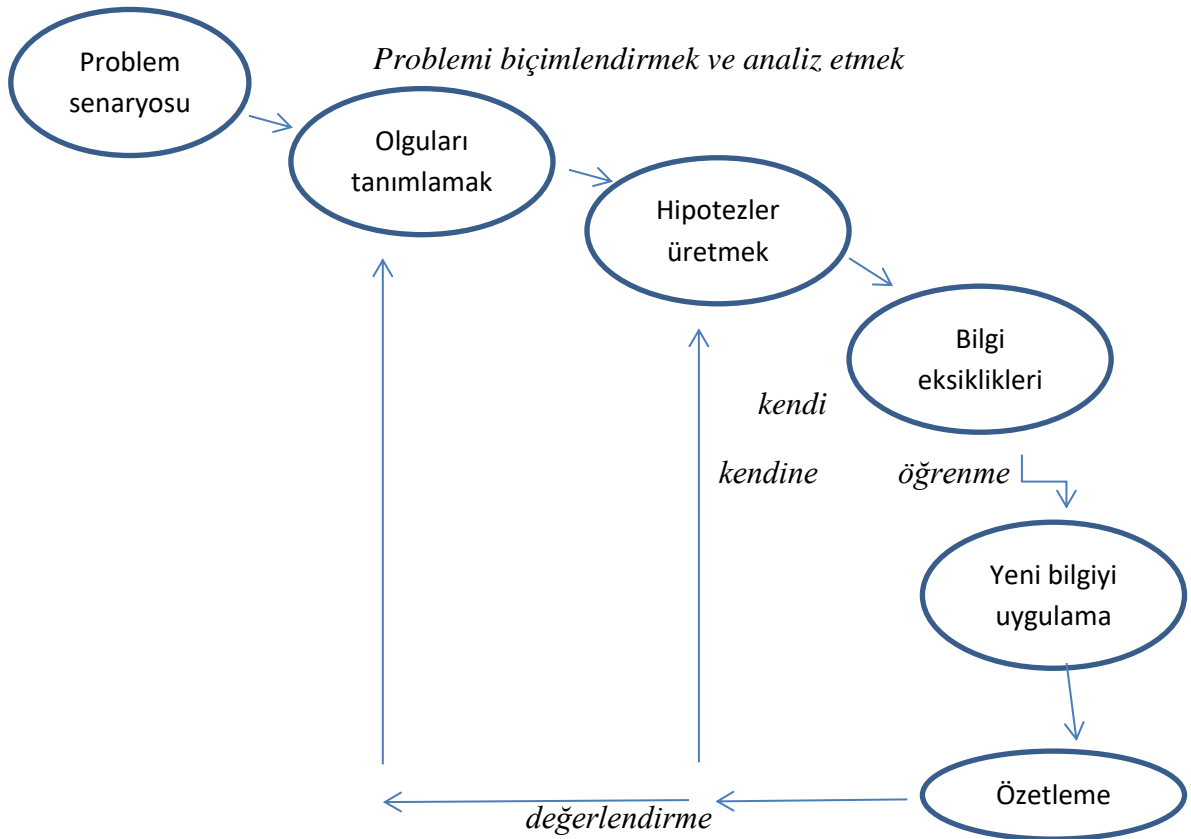 Problem
senaryosu
Problemi biçimlendirmek ve analiz etmek
Olguları
tanımlamak
Hipotezler
üretmek
Bilgi
eksiklikleri
kendi
kendine öğrenme
Yeni bilgiyi
uygulama
Özetleme
değerlendirme